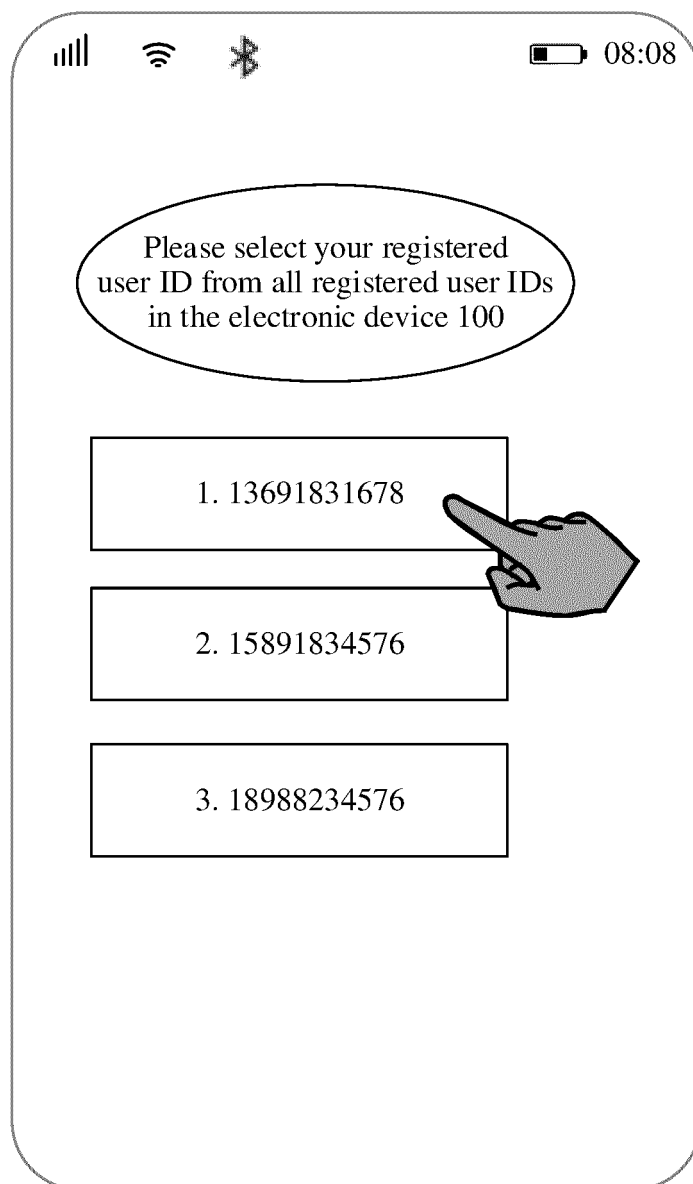 08:08
Please select your registered
user ID from all registered user IDs
in the electronic device 100
1. 13691831678
2. 15891834576
3. 18988234576